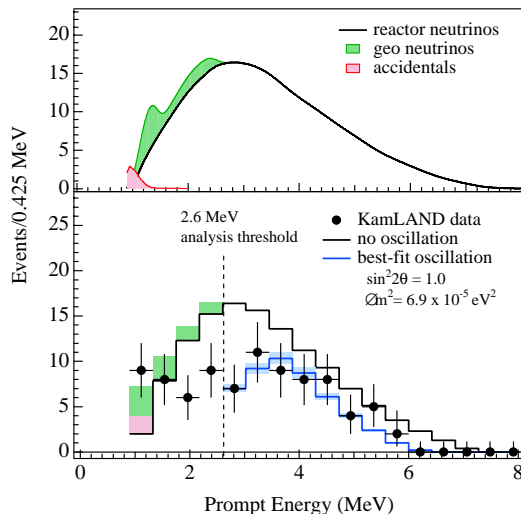 reactor neutrinos
geo neutrinos
accidentals
15
10
5
0
Events/0.425 MeV
2.6 MeV
analysis threshold
KamLAND data
no oscillation
best-fit oscillation
sin²2θ = 1.0
∅m² = 6.9 x 10⁻⁵ eV²
25
20
15
10
5
0
0 2 4 6 8
Prompt Energy (MeV)